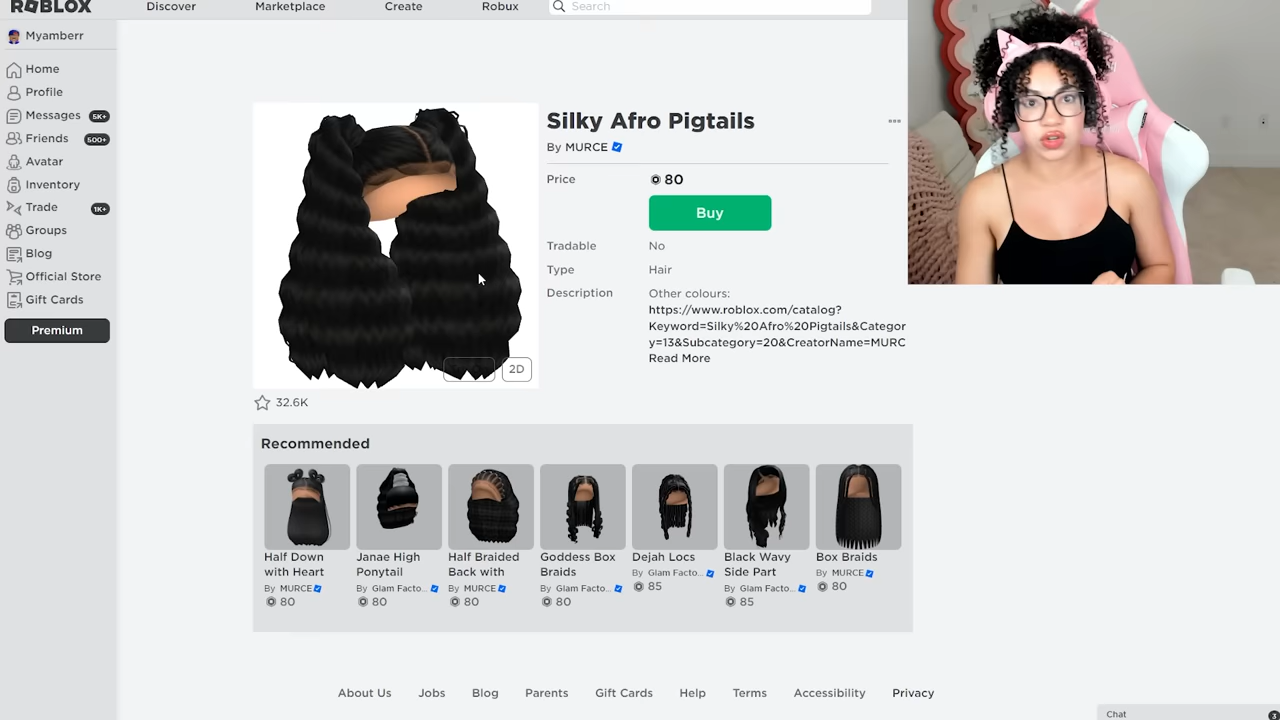 ROBLOX
Discover
Marketplace
Create
Robux
Search
Myamberr
Home
Profile
Messages 5K+
Friends 500+
Avatar
Inventory
Trade 1K+
Groups
Blog
Official Store
Gift Cards
Premium
Silky Afro Pigtails
By MURCE
Price 80
Buy
Tradable No
Type Hair
Description Other colours:
https://www.roblox.com/catalog?
Keyword=Silky%20Afro%20Pigtails&Categor
y=13&Subcategory=20&CreatorName=MURC
Read More
2D
32.6K
Recommended
Half Down
with Heart
By MURCE
80
Janae High
Ponytail
By Glam Facto...
80
Half Braided
Back with
By MURCE
80
Goddess Box
Braids
By Glam Facto...
80
Dejah Locs
By Glam Facto...
85
Black Wavy
Side Part
By Glam Facto...
85
Box Braids
By MURCE
80
About Us
Jobs
Blog
Parents
Gift Cards
Help
Terms
Accessibility
Privacy
Chat